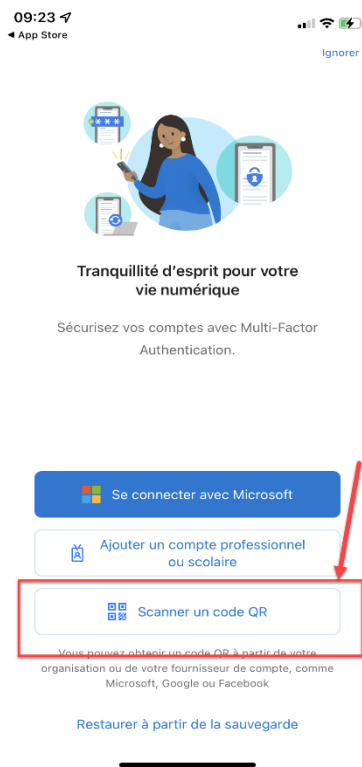 09:23
◀ App Store
Ignorer
Tranquillité d'esprit pour votre
vie numérique
Sécurisez vos comptes avec Multi-Factor
Authentication.
Se connecter avec Microsoft
Ajouter un compte professionnel
ou scolaire
Scanner un code QR
Vous pouvez obtenir un code QR à partir de votre
organisation ou de votre fournisseur de compte, comme
Microsoft, Google ou Facebook
Restaurer à partir de la sauvegarde